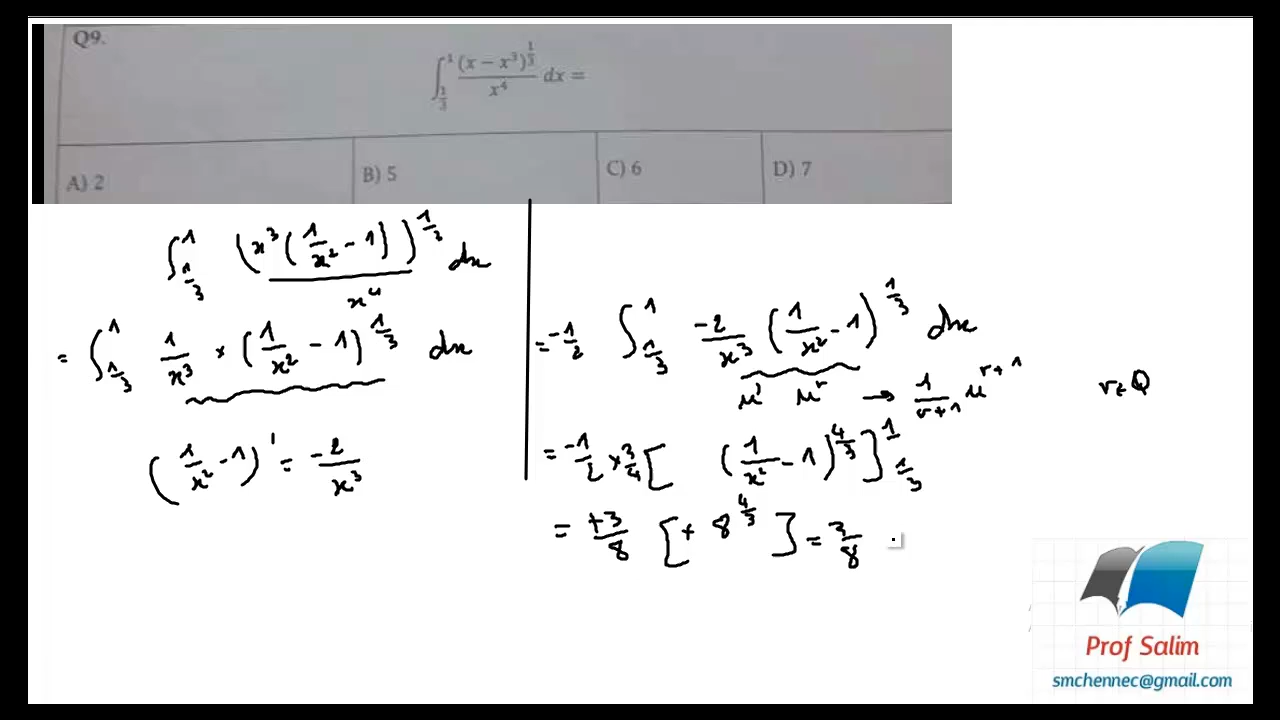 Q9.
∫_{1/3}^{1} (x − x³)^{1/3} / x⁴ dx =
A) 2 B) 5 C) 6 D) 7
∫_{1/3}^{1} (x³(1/x² − 1))^{1/3} / x⁴ dx
= ∫_{1/3}^{1} 1/x³ × (1/x² − 1)^{1/3} dx
(1/x² − 1)' = −2/x³
= −1/2 ∫_{1/3}^{1} −2/x³ (1/x² − 1)^{1/3} dx
u' u^r → 1/(r+1) u^{r+1} r ∈ Q
= −1/2 × 3/4 [ (1/x² − 1)^{4/3} ]_{1/3}^{1}
= +3/8 [ + 8^{4/3} ] = 3/8
Prof Salim
smchennec@gmail.com